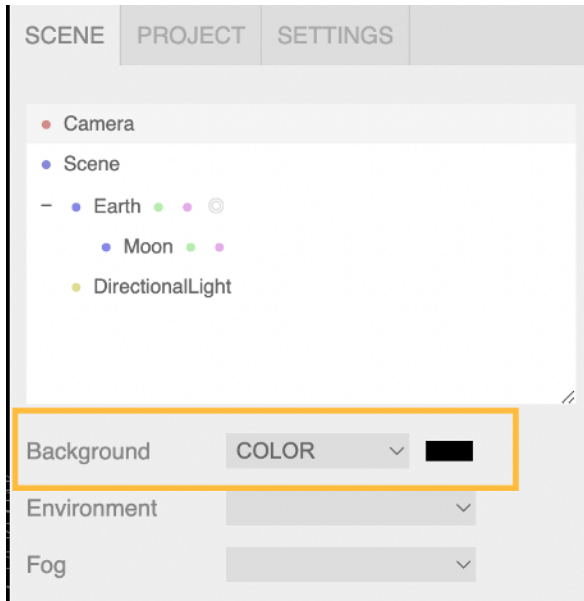 SCENE PROJECT SETTINGS
Camera
Scene
Earth
Moon
DirectionalLight
Background COLOR
Environment
Fog